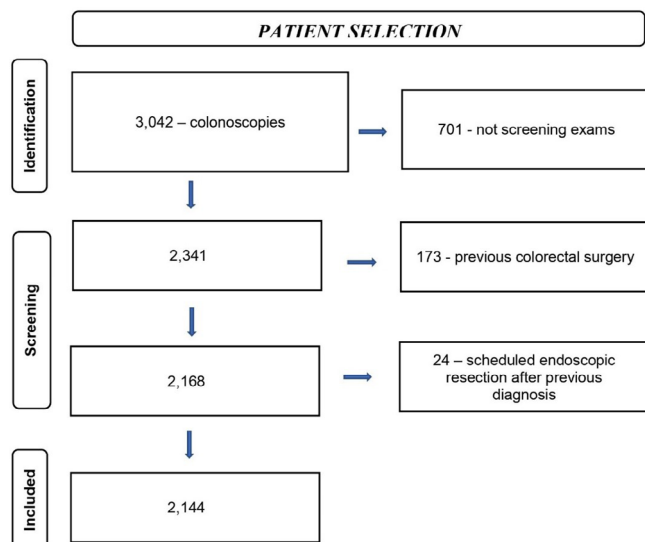 PATIENT SELECTION
Identification
3,042 – colonoscopies
701 - not screening exams
Screening
2,341
173 - previous colorectal surgery
2,168
24 – scheduled endoscopic
resection after previous
diagnosis
Included
2,144